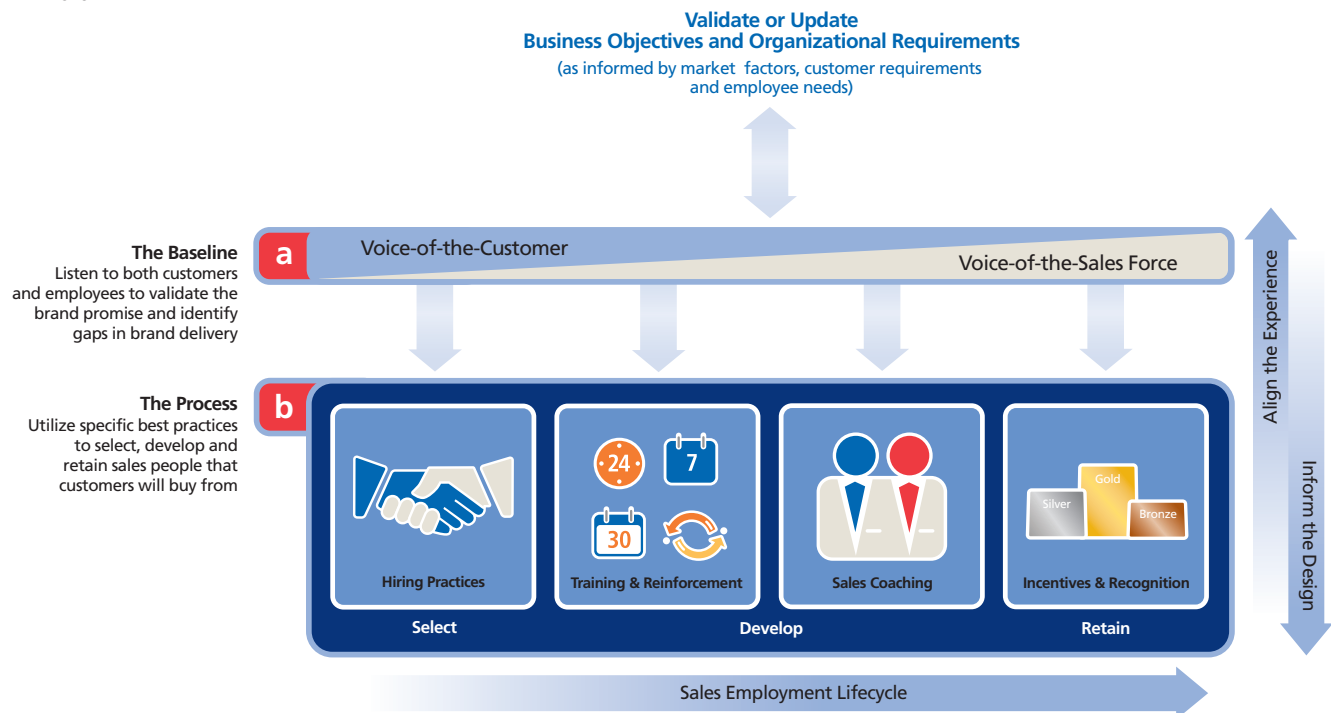 Validate or Update
Business Objectives and Organizational Requirements
(as informed by market factors, customer requirements
and employee needs)
The Baseline
Listen to both customers
and employees to validate the
brand promise and identify
gaps in brand delivery
a
Voice-of-the-Customer
Voice-of-the-Sales Force
The Process
Utilize specific best practices
to select, develop and
retain sales people that
customers will buy from
b
Hiring Practices
24
7
30
Training & Reinforcement
Sales Coaching
Silver
Gold
Bronze
Incentives & Recognition
Select
Develop
Retain
Align the Experience
Inform the Design
Sales Employment Lifecycle